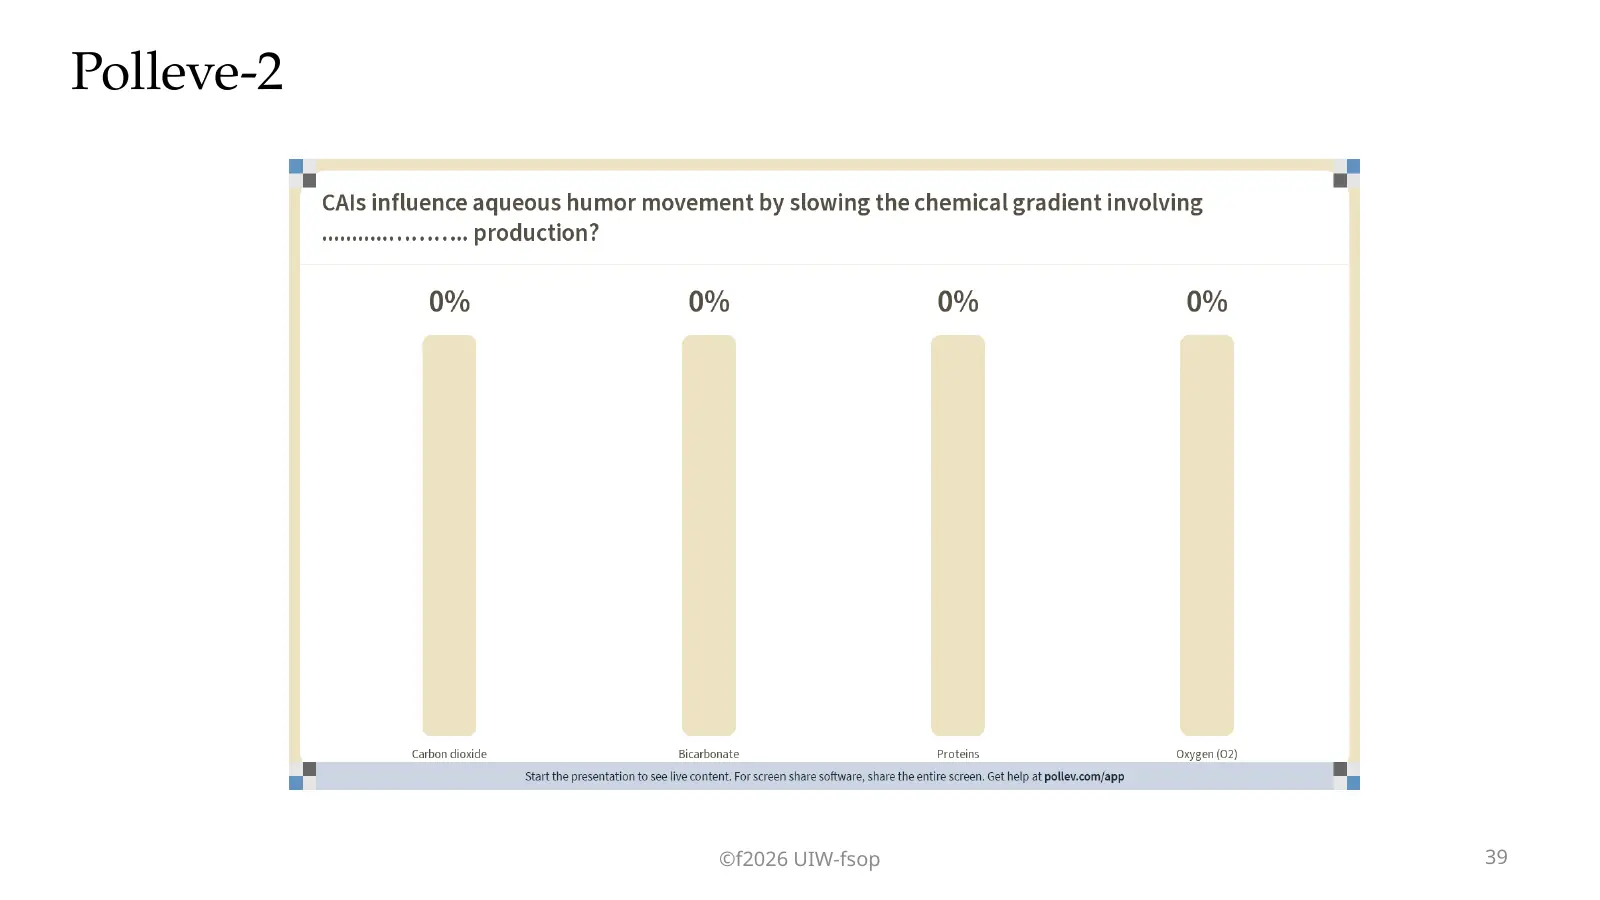 Polleve-2
CAIs influence aqueous humor movement by slowing the chemical gradient involving
...........……….. production?
0% 0% 0% 0%
Carbon dioxide Bicarbonate Proteins Oxygen (O2)
Start the presentation to see live content. For screen share software, share the entire screen. Get help at pollev.com/app
©f2026 UIW-fsop 39